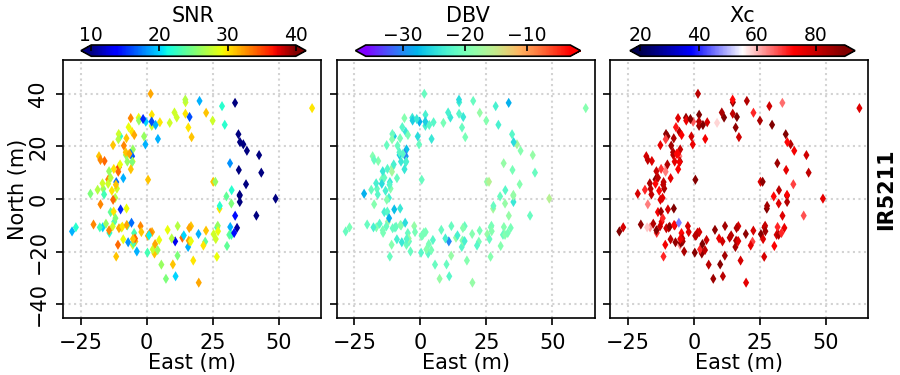 SNR DBV Xc
10 20 30 40 −30 −20 −10 20 40 60 80
North (m)
40
20
0
−20
−40
−25 0 25 50 −25 0 25 50 −25 0 25 50
East (m) East (m) East (m)
IR5211